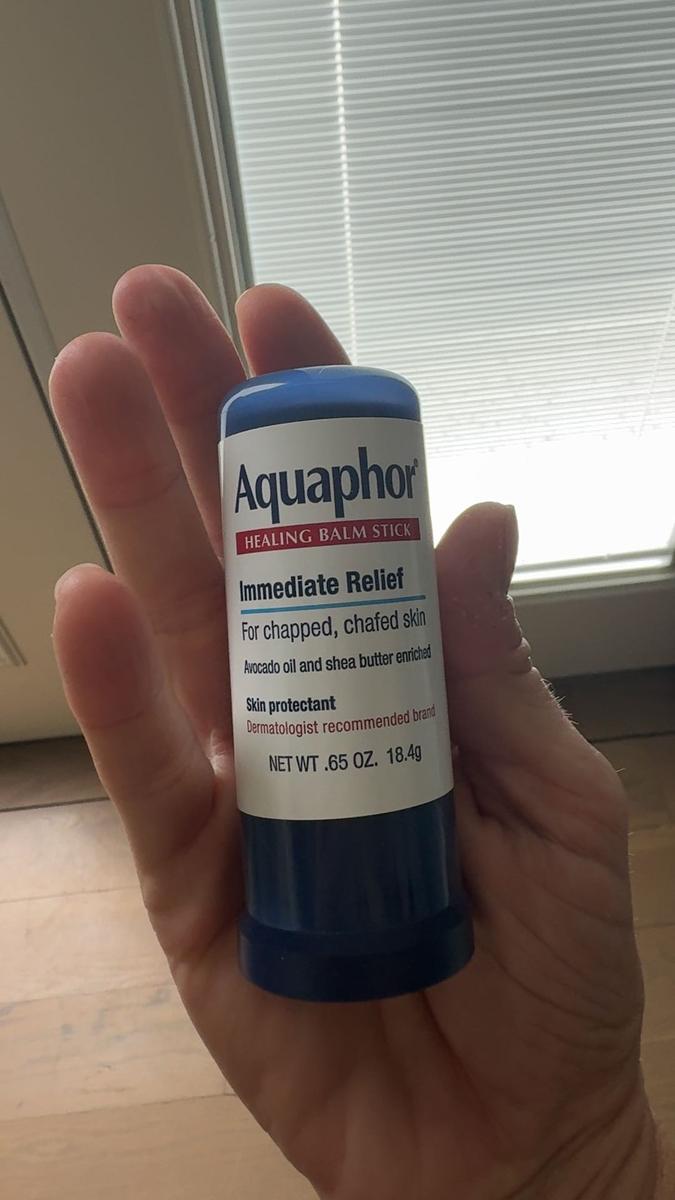 Aquaphor®
HEALING BALM STICK
Immediate Relief
For chapped, chafed skin
Avocado oil and shea butter enriched
Skin protectant
Dermatologist recommended brand
NET WT .65 OZ. 18.4g